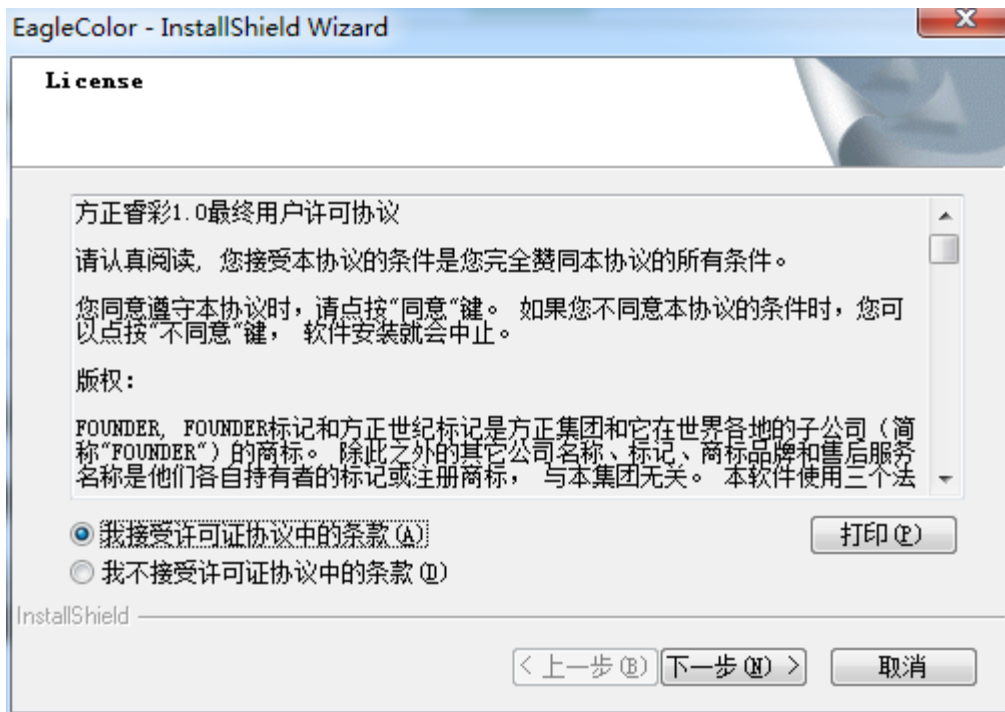 EagleColor - InstallShield Wizard
License
方正睿彩1.0最终用户许可协议
请认真阅读, 您接受本协议的条件是您完全赞同本协议的所有条件。
您同意遵守本协议时, 请点按"同意"键。 如果您不同意本协议的条件时, 您可
以点按"不同意"键, 软件安装就会中止。
版权:
FOUNDER, FOUNDER标记和方正世纪标记是方正集团和它在世界各地的子公司 (简
称"FOUNDER") 的商标。 除此之外的其它公司名称、标记、商标品牌和售后服务
名称是他们各自持有者的标记或注册商标, 与本集团无关。 本软件使用三个法
我接受许可证协议中的条款(A)
打印(P)
我不接受许可证协议中的条款(D)
InstallShield
< 上一步(B)
下一步(N) >
取消